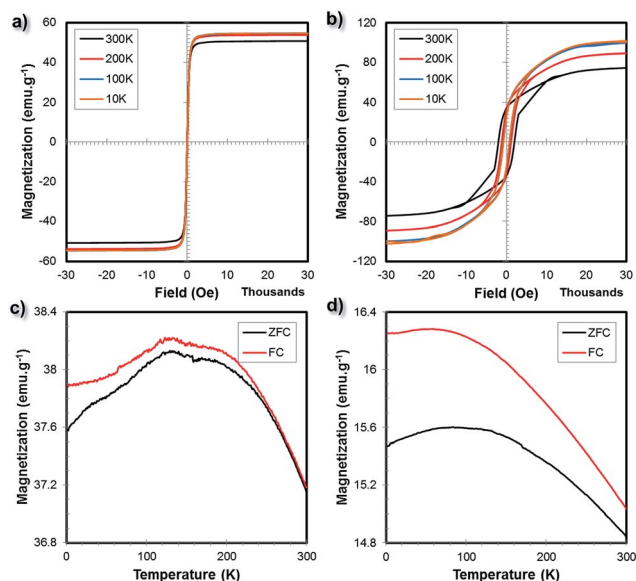 a)
60
40
20
0
-20
-40
-60
Magnetization (emu.g⁻¹)
300K
200K
100K
10K
-30 -20 -10 0 10 20 30
Field (Oe) Thousands
b)
120
80
40
0
-40
-80
-120
Magnetization (emu.g⁻¹)
300K
200K
100K
10K
-30 -20 -10 0 10 20 30
Field (Oe) Thousands
c)
38.4
38
37.6
37.2
36.8
Magnetization (emu.g⁻¹)
ZFC
FC
0 100 200 300
Temperature (K)
d)
16.4
16
15.6
15.2
14.8
Magnetization (emu.g⁻¹)
ZFC
FC
0 100 200 300
Temperature (K)